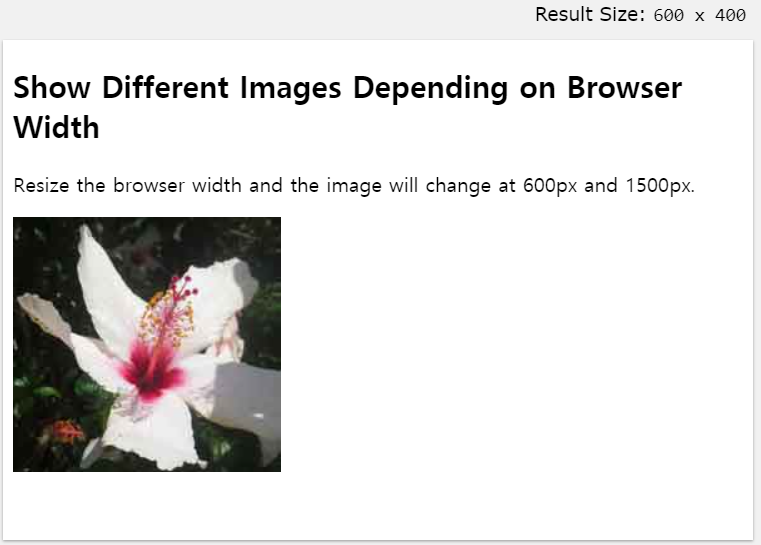 Result Size: 600 x 400
Show Different Images Depending on Browser
Width
Resize the browser width and the image will change at 600px and 1500px.